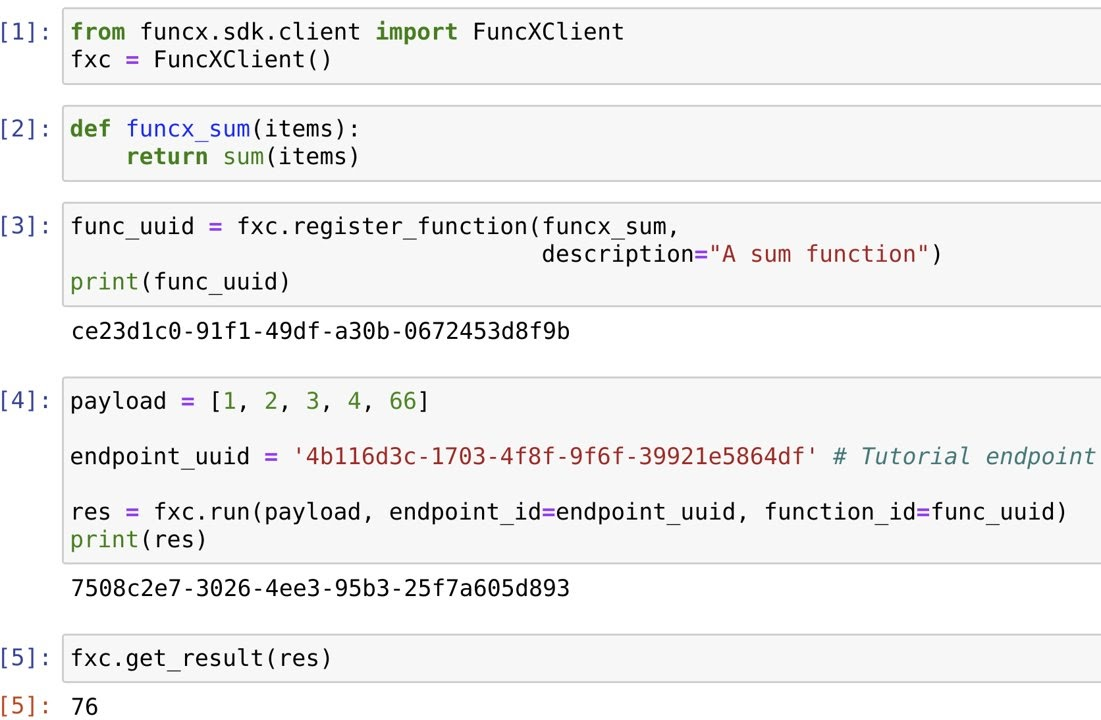 [1]: from funcx.sdk.client import FuncXClient
fxc = FuncXClient()
[2]: def funcx_sum(items):
    return sum(items)
[3]: func_uuid = fxc.register_function(funcx_sum,
                                  description="A sum function")
print(func_uuid)
ce23d1c0-91f1-49df-a30b-0672453d8f9b
[4]: payload = [1, 2, 3, 4, 66]
endpoint_uuid = '4b116d3c-1703-4f8f-9f6f-39921e5864df' # Tutorial endpoint
res = fxc.run(payload, endpoint_id=endpoint_uuid, function_id=func_uuid)
print(res)
7508c2e7-3026-4ee3-95b3-25f7a605d893
[5]: fxc.get_result(res)
[5]: 76